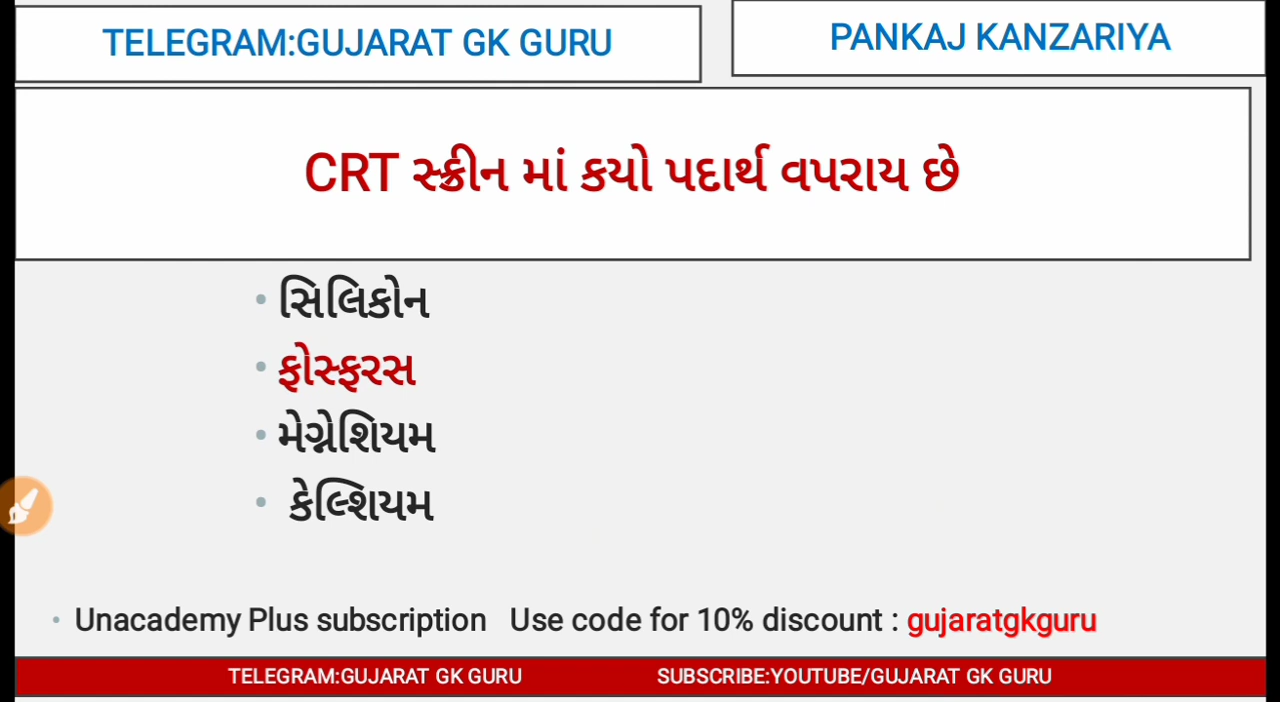 TELEGRAM:GUJARAT GK GURU
PANKAJ KANZARIYA
CRT સ્ક્રીન માં કયો પદાર્થ વપરાય છે
• સિલિકોન
• ફોસ્ફરસ
• મેગ્નેશિયમ
• કેલ્શિયમ
• Unacademy Plus subscription Use code for 10% discount : gujaratgkguru
TELEGRAM:GUJARAT GK GURU SUBSCRIBE:YOUTUBE/GUJARAT GK GURU